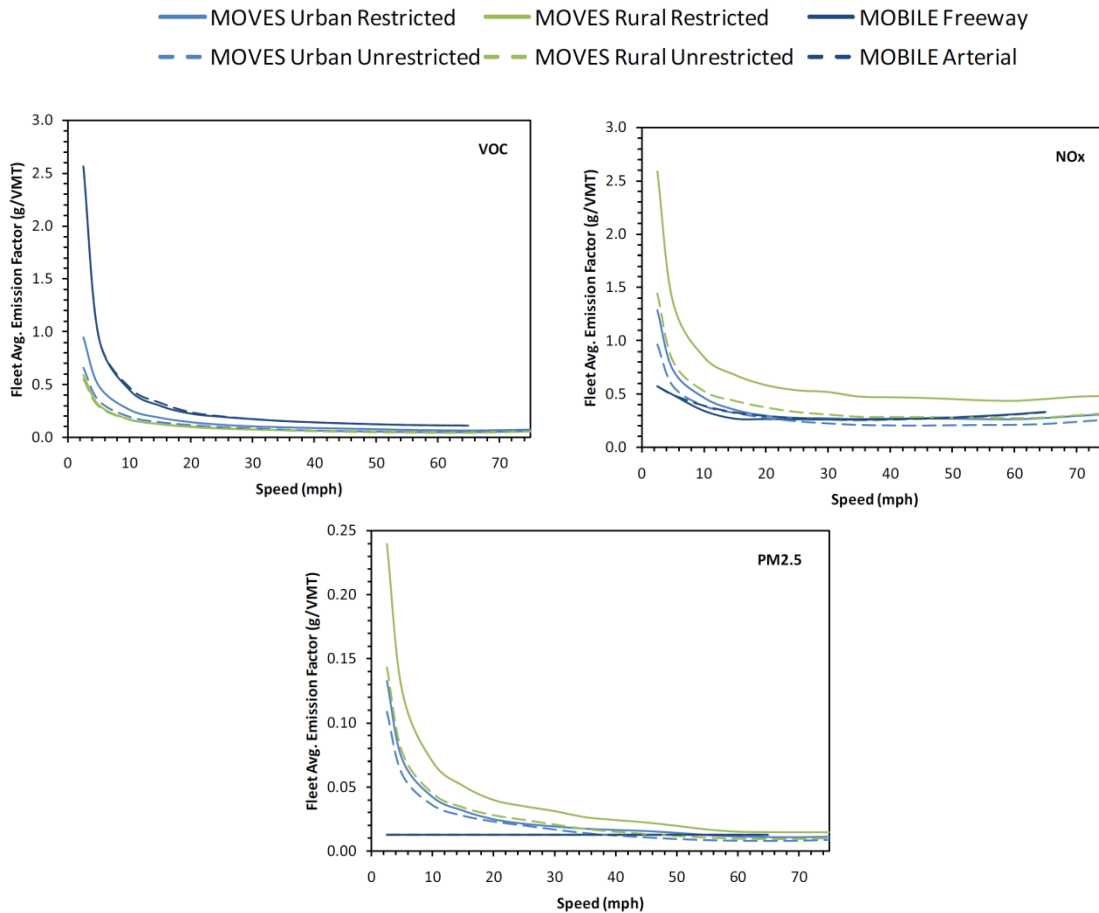 MOVES Urban Restricted MOVES Rural Restricted MOBILE Freeway
MOVES Urban Unrestricted MOVES Rural Unrestricted MOBILE Arterial
3.0
2.5
2.0
1.5
1.0
0.5
0.0
Fleet Avg. Emission Factor (g/VMT)
VOC
0 10 20 30 40 50 60 70
Speed (mph)
3.0
2.5
2.0
1.5
1.0
0.5
0.0
Fleet Avg. Emission Factor (g/VMT)
NOx
0 10 20 30 40 50 60 70
Speed (mph)
0.25
0.20
0.15
0.10
0.05
0.00
Fleet Avg. Emission Factor (g/VMT)
PM2.5
0 10 20 30 40 50 60 70
Speed (mph)